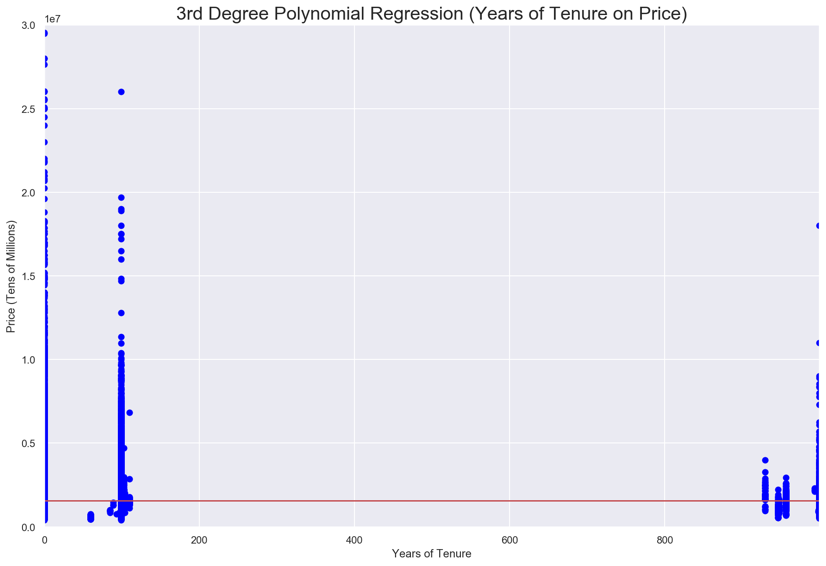 3rd Degree Polynomial Regression (Years of Tenure on Price)
1e7
3.0
2.5
2.0
1.5
1.0
0.5
0.0
Price (Tens of Millions)
0 200 400 600 800
Years of Tenure